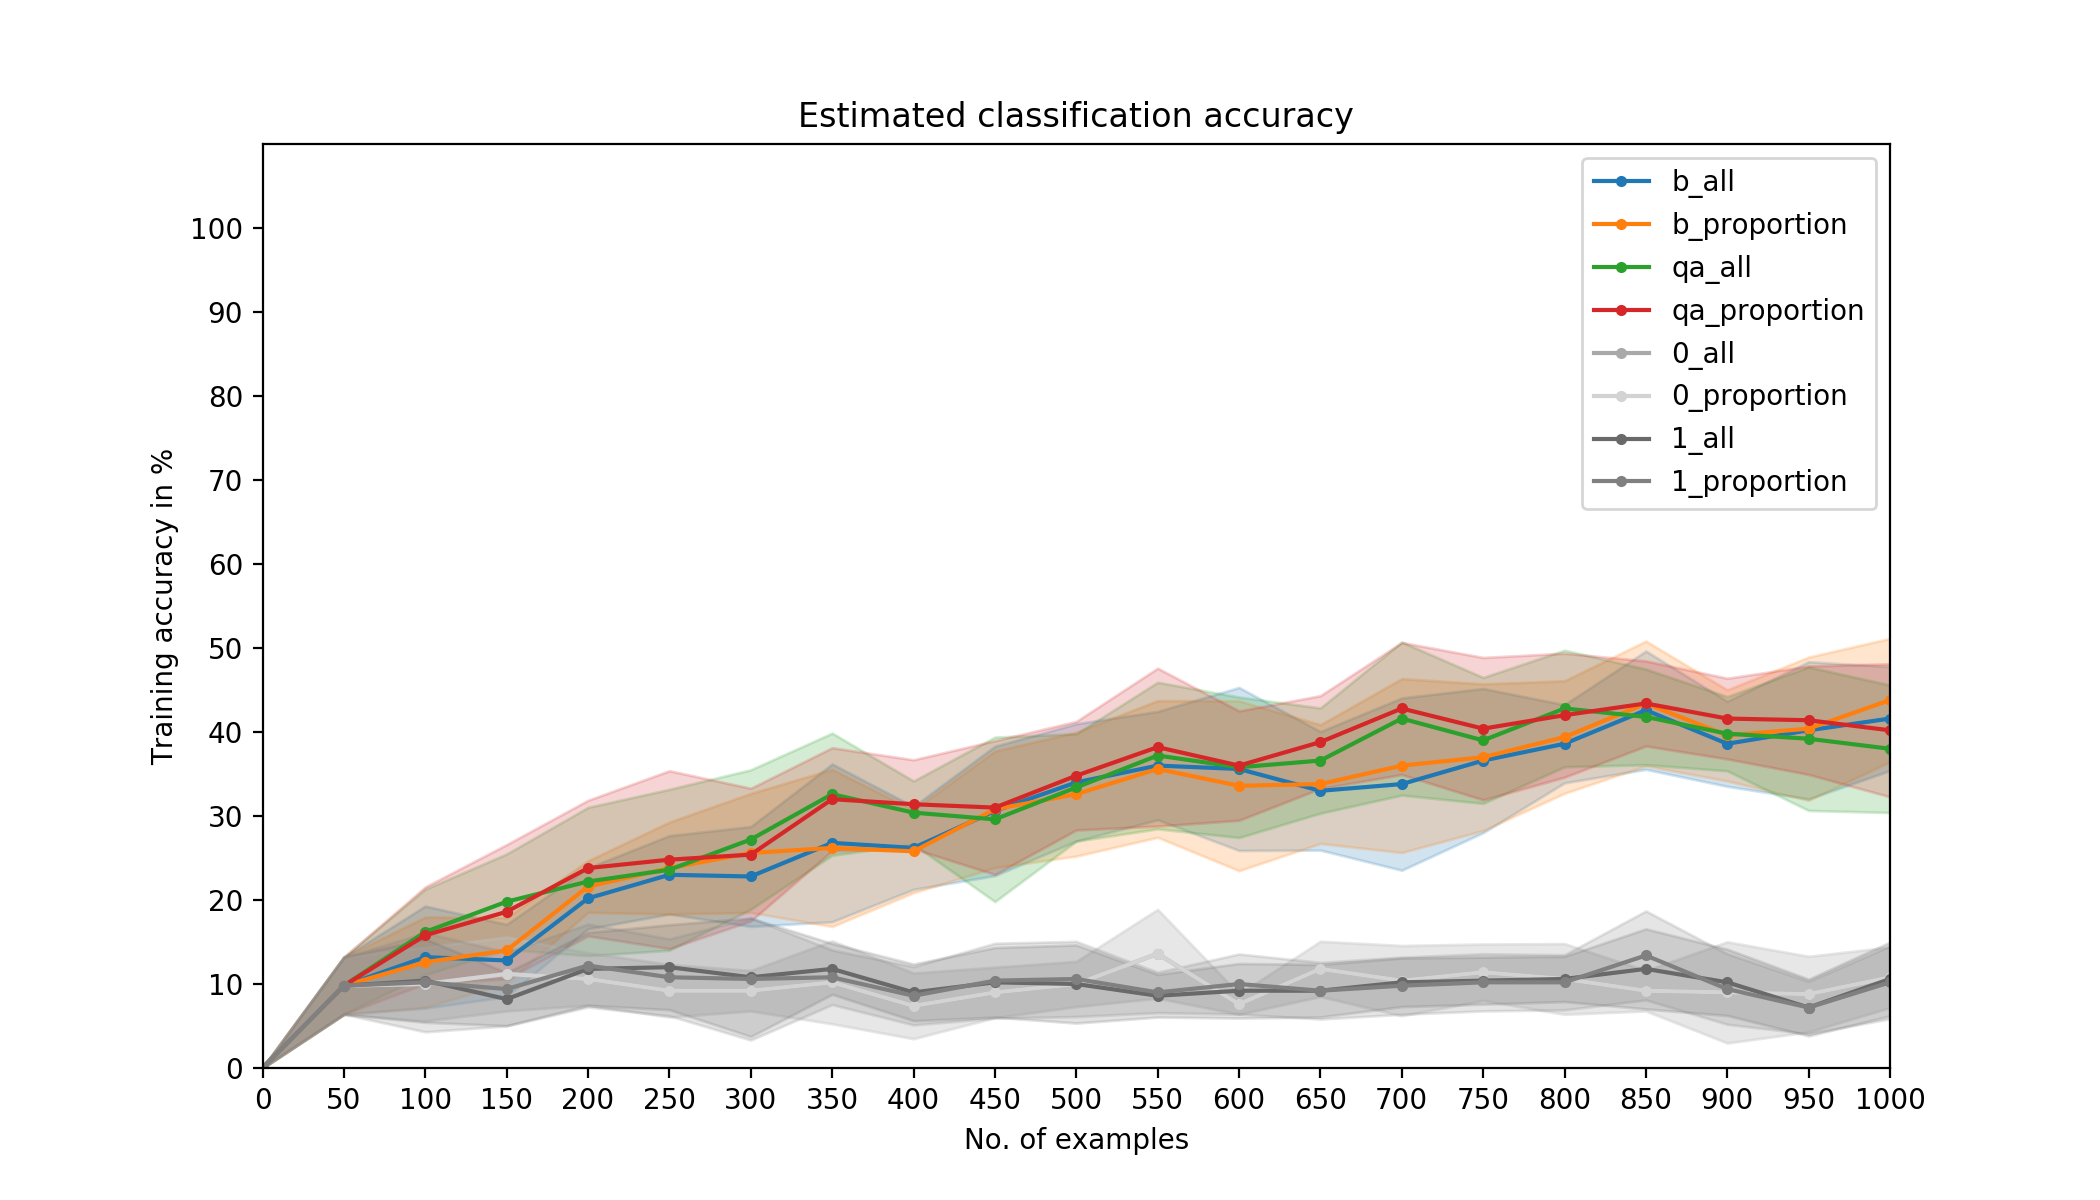 Estimated classification accuracy
b_all
b_proportion
qa_all
qa_proportion
0_all
0_proportion
1_all
1_proportion
100
90
80
70
60
50
40
30
20
10
0
Training accuracy in %
0 50 100 150 200 250 300 350 400 450 500 550 600 650 700 750 800 850 900 950 1000
No. of examples